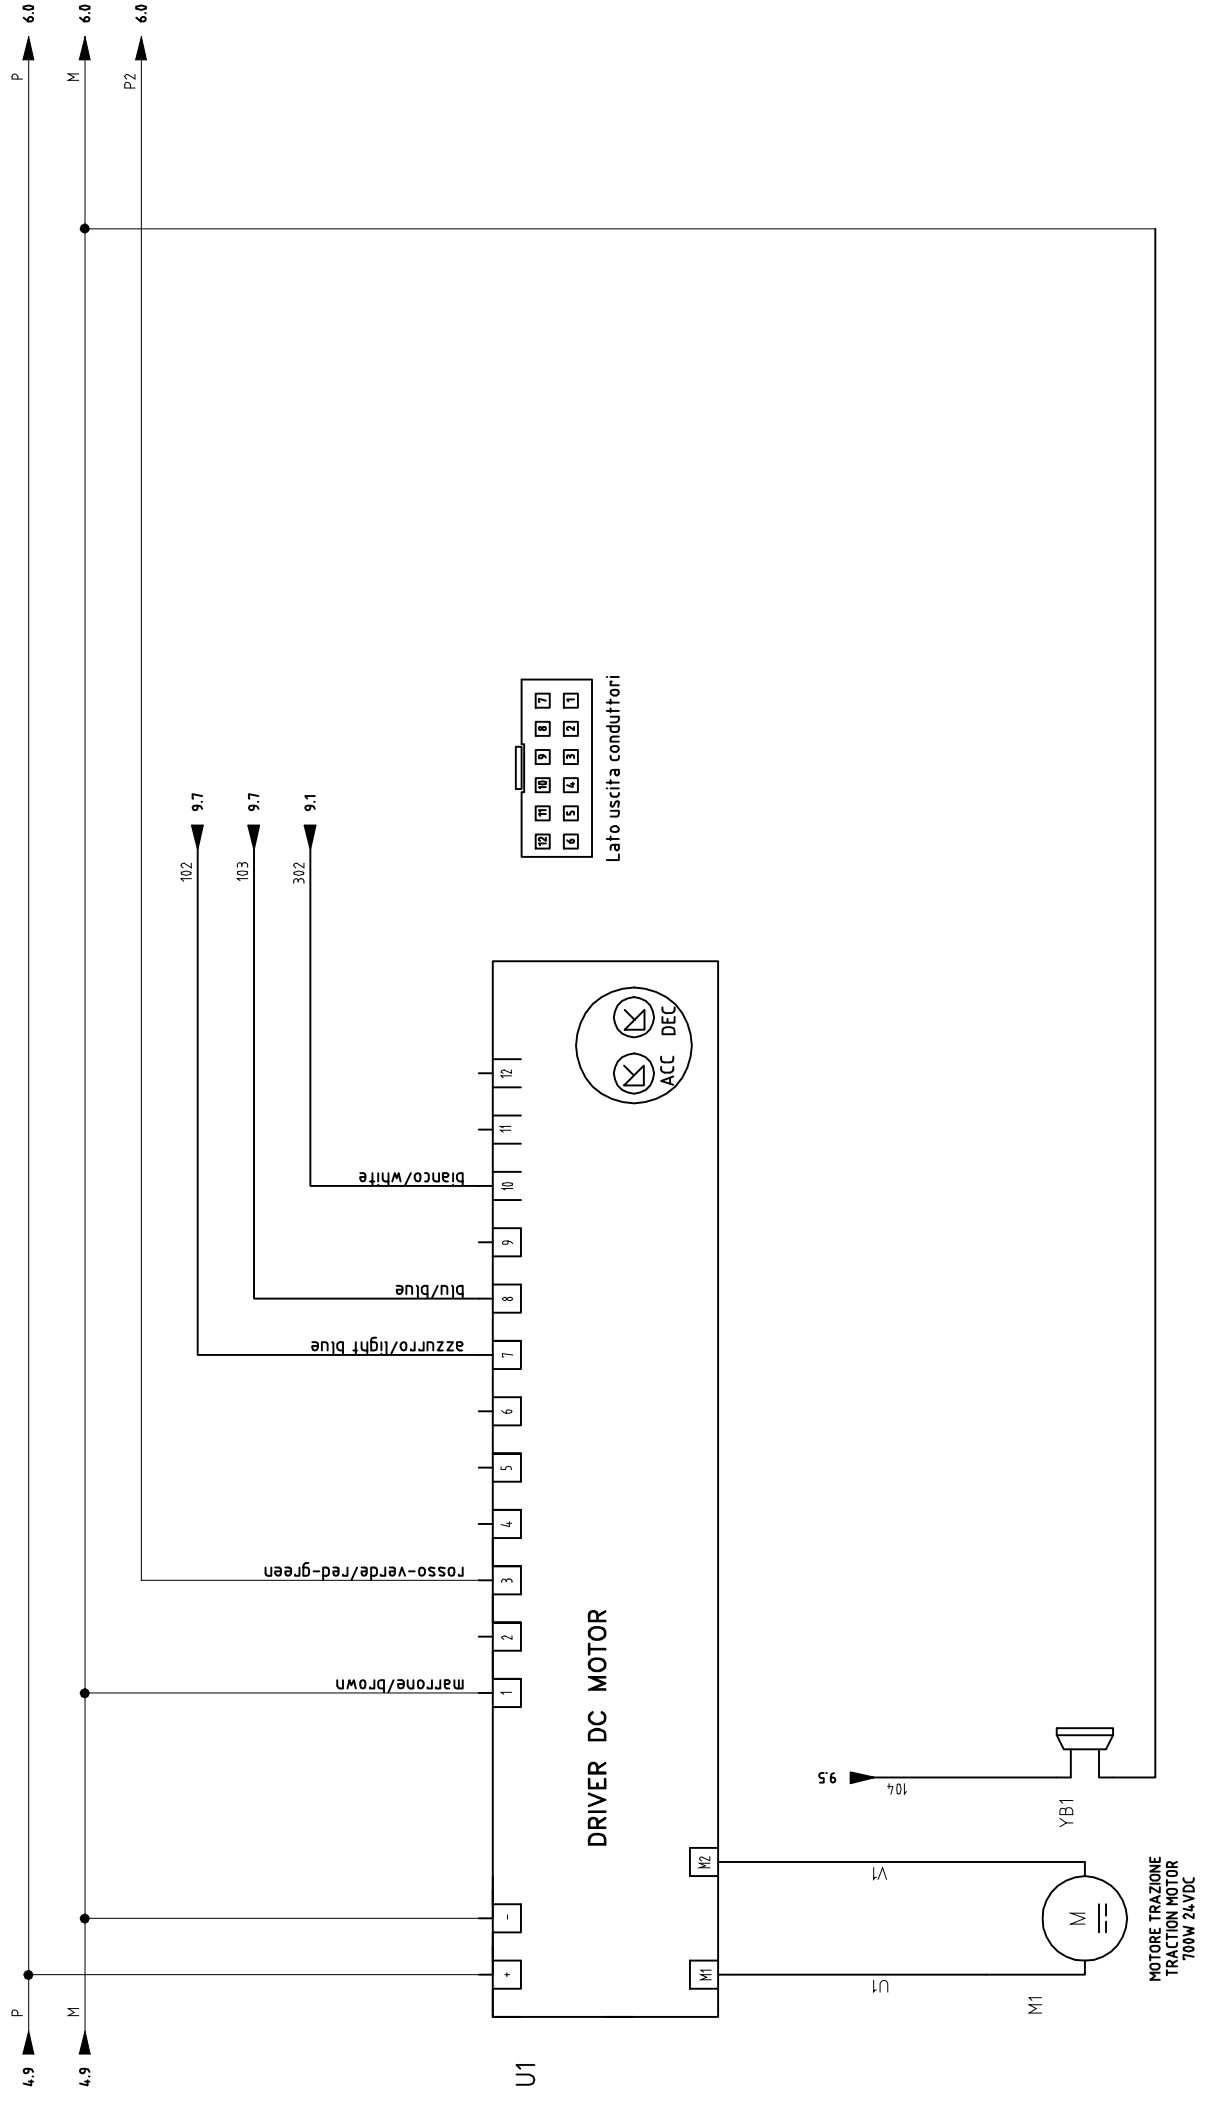 4.9 P P 6.0
4.9 M M 6.0
P2 6.0
102 9.7
103 9.7
302 9.1
marrone/brown
rosso-verde/red-green
azzurro/light blue
blu/blue
bianco/white
U1
+ - 1 2 3 4 5 6 7 8 9 10 11 12
DRIVER DC MOTOR
ACC DEC
12 11 10 9 8 7
6 5 4 3 2 1
Lato uscita conduttori
M1 M2
U1 V1
9.5
104
M1
M
YB1
MOTORE TRAZIONE
TRACTION MOTOR
700W 24VDC